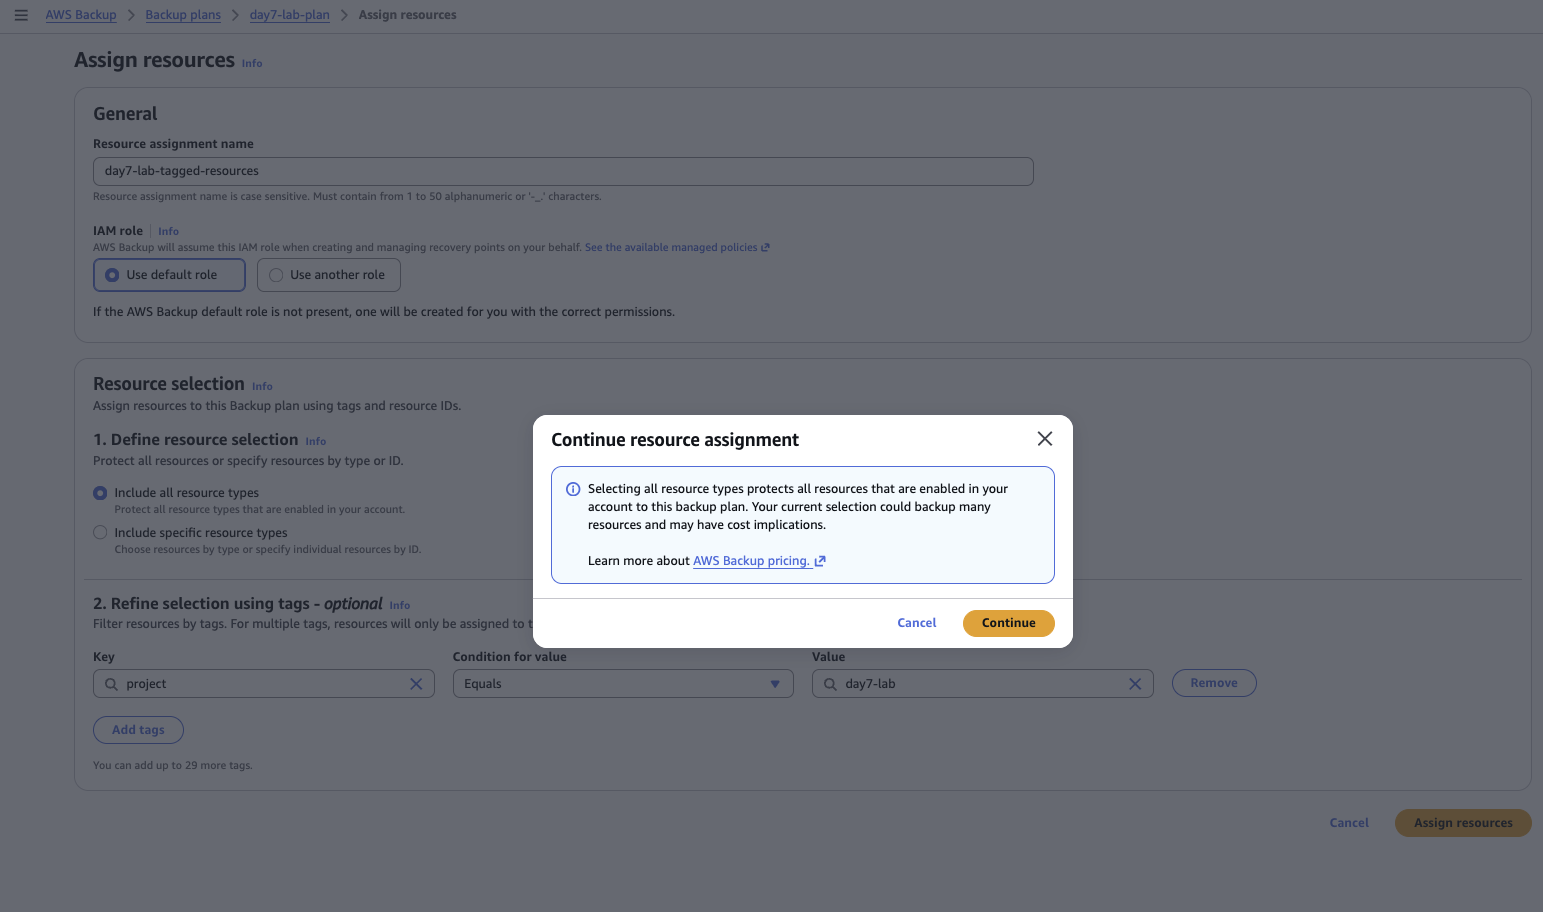 AWS Backup > Backup plans > day7-lab-plan > Assign resources
Assign resources Info
General
Resource assignment name
day7-lab-tagged-resources
Resource assignment name is case sensitive. Must contain from 1 to 50 alphanumeric or '-_.' characters.
IAM role | Info
AWS Backup will assume this IAM role when creating and managing recovery points on your behalf. See the available managed policies
Use default role Use another role
If the AWS Backup default role is not present, one will be created for you with the correct permissions.
Resource selection Info
Assign resources to this Backup plan using tags and resource IDs.
1. Define resource selection Info
Protect all resources or specify resources by type or ID.
Include all resource types
Protect all resource types that are enabled in your account.
Include specific resource types
Choose resources by type or specify individual resources by ID.
Continue resource assignment
Selecting all resource types protects all resources that are enabled in your
account to this backup plan. Your current selection could backup many
resources and may have cost implications.
Learn more about AWS Backup pricing.
Cancel Continue
2. Refine selection using tags - optional Info
Filter resources by tags. For multiple tags, resources will only be assigned to t
Key Condition for value Value
project Equals day7-lab Remove
Add tags
You can add up to 29 more tags.
Cancel Assign resources